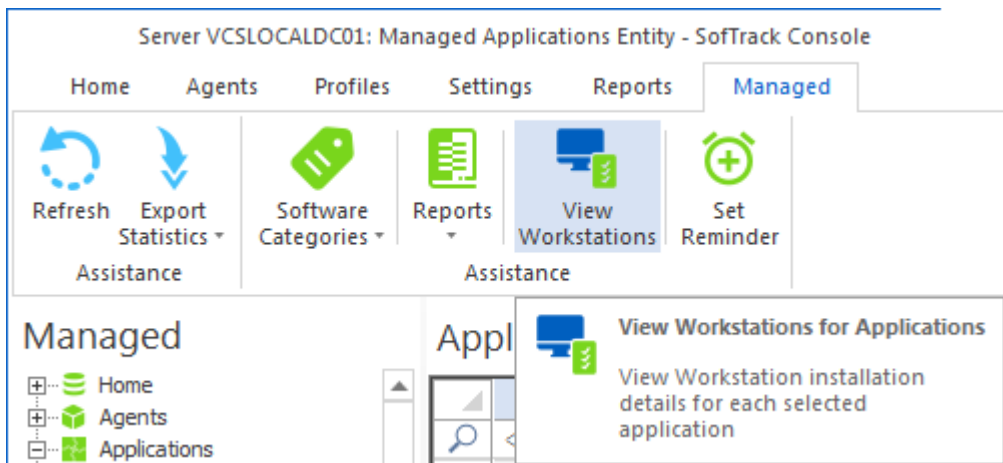 Server VCSLOCALDC01: Managed Applications Entity - SofTrack Console
Home Agents Profiles Settings Reports Managed
Refresh Export Statistics Software Categories Reports View Workstations Set Reminder
Assistance Assistance
Managed
Appl
View Workstations for Applications
View Workstation installation
details for each selected
application
Home
Agents
Applications